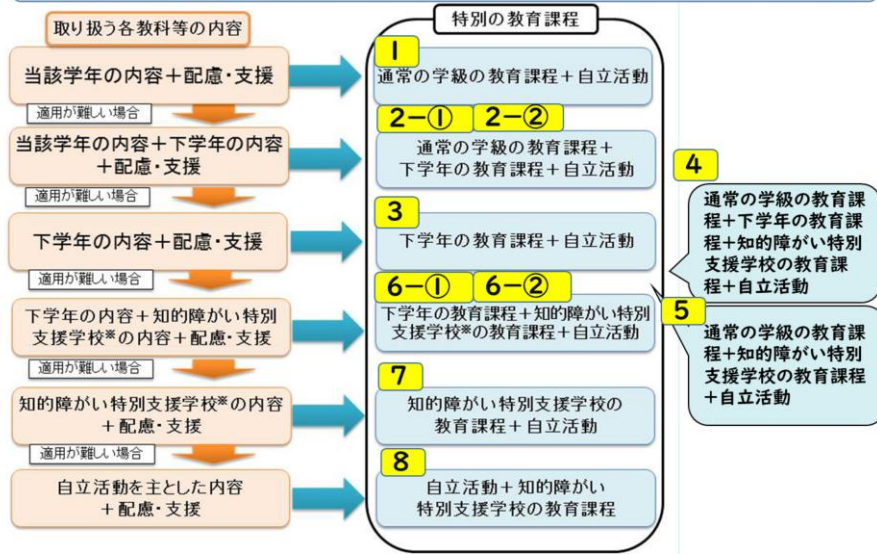 取り扱う各教科等の内容
特別の教育課程
当該学年の内容＋配慮・支援
1
通常の学級の教育課程＋自立活動
適用が難しい場合
当該学年の内容＋下学年の内容
＋配慮・支援
2－① 2－②
通常の学級の教育課程＋
下学年の教育課程＋自立活動
適用が難しい場合
下学年の内容＋配慮・支援
3
下学年の教育課程＋自立活動
適用が難しい場合
下学年の内容＋知的障がい特別
支援学校※の内容＋配慮・支援
6－① 6－②
下学年の教育課程＋知的障がい特別
支援学校※の教育課程＋自立活動
適用が難しい場合
知的障がい特別支援学校※の内容
＋配慮・支援
7
知的障がい特別支援学校の
教育課程＋自立活動
適用が難しい場合
自立活動を主とした内容
＋配慮・支援
8
自立活動＋知的障がい
特別支援学校の教育課程
4
通常の学級の教育課
程＋下学年の教育課
程＋知的障がい特別
支援学校の教育課
程＋自立活動
5
通常の学級の教育課
程＋知的障がい特別
支援学校の教育課程
＋自立活動